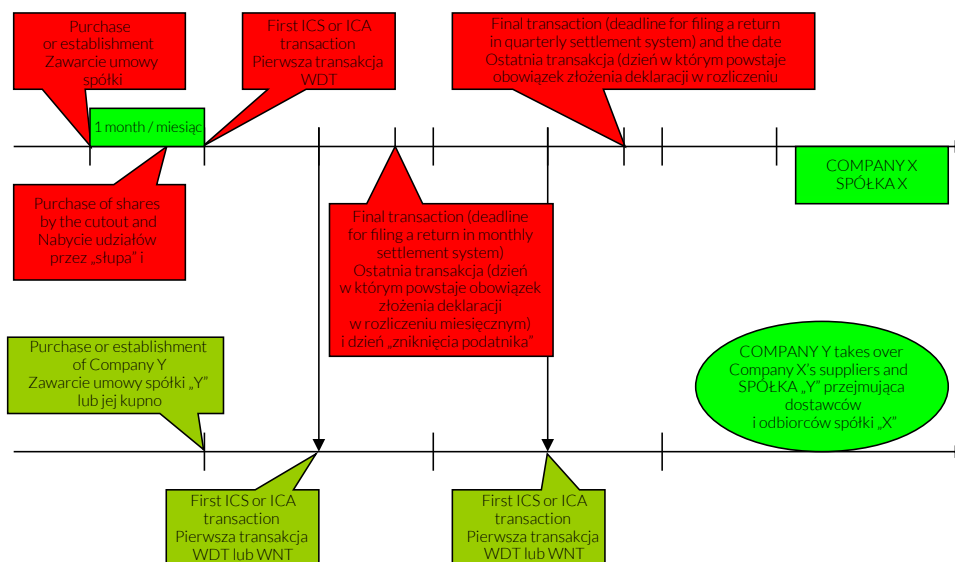 Purchase
or establishment
Zawarcie umowy
spółki
First ICS or ICA
transaction
Pierwsza transakcja
WDT
Final transaction (deadline for filing a return
in quarterly settlement system) and the date
Ostatnia transakcja (dzień w którym powstaje
obowiązek złożenia deklaracji w rozliczeniu
1 month / miesiąc
COMPANY X
SPÓŁKA X
Purchase of shares
by the cutout and
Nabycie udziałów
przez „słupa” i
Final transaction (deadline
for filing a return in monthly
settlement system)
Ostatnia transakcja (dzień
w którym powstaje obowiązek
złożenia deklaracji
w rozliczeniu miesięcznym)
i dzień „zniknięcia podatnika”
Purchase or establishment
of Company Y
Zawarcie umowy spółki „Y”
lub jej kupno
COMPANY Y takes over
Company X's suppliers and
SPÓŁKA „Y” przejmująca
dostawców
i odbiorców spółki „X”
First ICS or ICA
transaction
Pierwsza transakcja
WDT lub WNT
First ICS or ICA
transaction
Pierwsza transakcja
WDT lub WNT